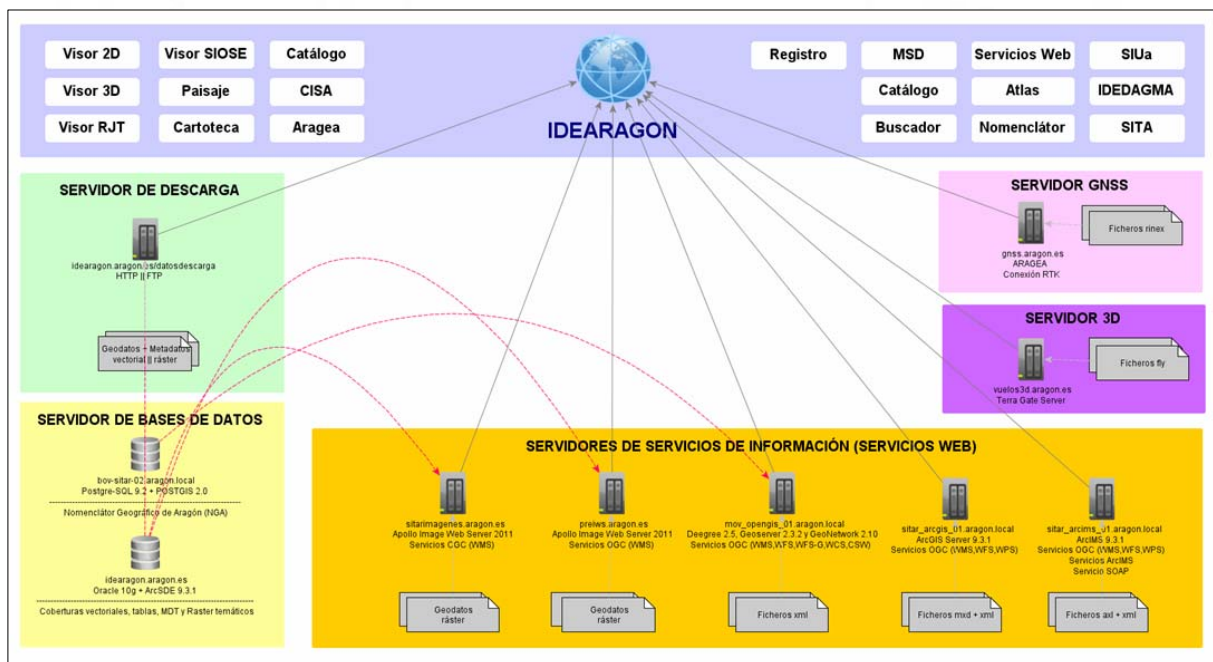 Visor 2D
Visor SIOSE
Catálogo
Visor 3D
Paisaje
CISA
Visor RJT
Cartoteca
Aragea
IDEARAGON
Registro
MSD
Servicios Web
SIUa
Catálogo
Atlas
IDEDAGMA
Buscador
Nomenclátor
SITA
SERVIDOR DE DESCARGA
idearagon.aragon.es/datosdescarga
HTTP || FTP
Geodatos + Metadatos
vectorial || ráster
SERVIDOR GNSS
Ficheros rinex
gnss.aragon.es
ARAGEA
Conexión RTK
SERVIDOR 3D
Ficheros fly
vuelos3d.aragon.es
Terra Gate Server
SERVIDOR DE BASES DE DATOS
bov-sitar-02.aragon.local
Postgre-SQL 9.2 + POSTGIS 2.0
Nomenclátor Geográfico de Aragón (NGA)
idearagon.aragon.es
Oracle 10g + ArcSDE 9.3.1
Coberturas vectoriales, tablas, MDT y Raster temáticos
SERVIDORES DE SERVICIOS DE INFORMACIÓN (SERVICIOS WEB)
sitarimagenes.aragon.es
Apollo Image Web Server 2011
Servicios CGC (WMS)
Geodatos
ráster
preiws.aragon.es
Apollo Image Web Server 2011
Servicios OGC (WMS)
Geodatos
ráster
mov_opengis_01.aragon.local
Deegree 2.5, Geoserver 2.3.2 y GeoNetwork 2.10
Servicios OGC (WMS,WFS,WFS-G,WCS,CSW)
Ficheros xml
sitar_arcgis_01.aragon.local
ArcGIS Server 9.3.1
Servicios OGC (WMS,WFS,WPS)
Ficheros mxd + xml
sitar_arcims_01.aragon.local
ArcIMS 9.3.1
Servicios OGC (WMS,WFS,WPS)
Servicios ArcIMS
Servicio SOAP
Ficheros axl + xml